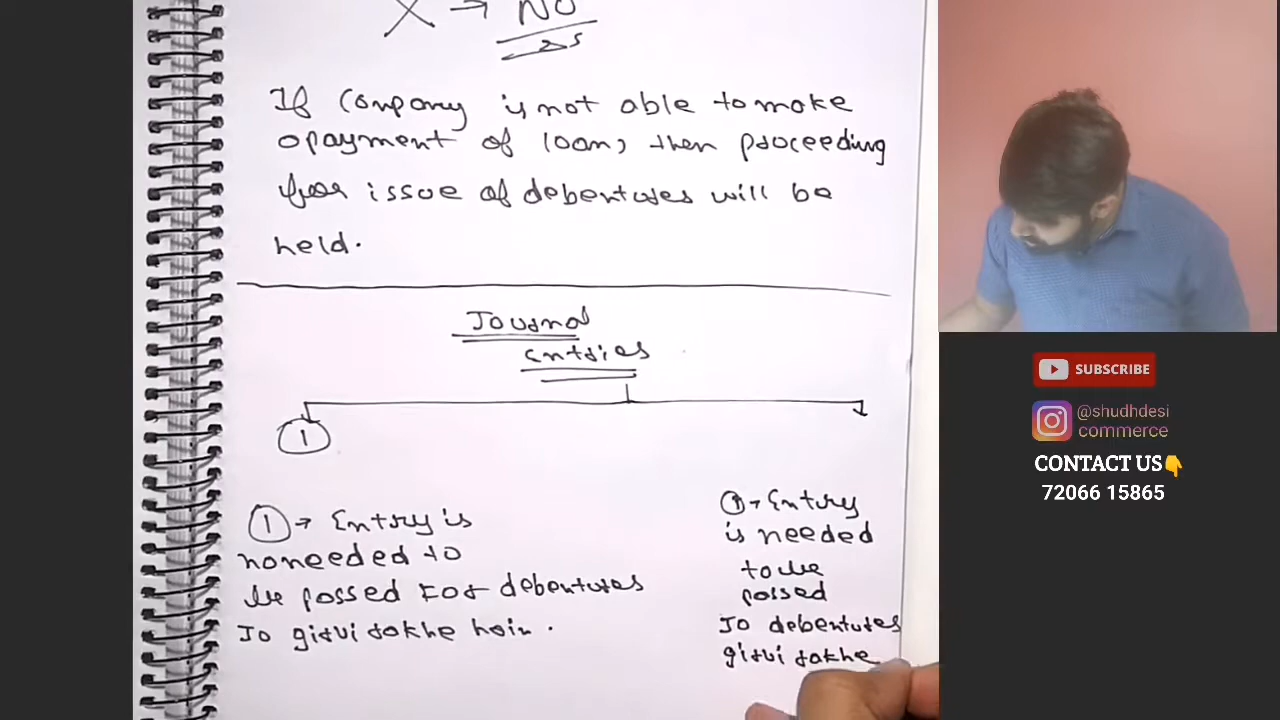 X → NO
If company is not able to make
payment of loan, then proceeding
for issue of debentures will be
held.
Journal
Entries
1
1 → Entry is
no needed to
be passed For debentures
Jo girvi rakhe hain.
1 → Entry
is needed
to be
passed
Jo debentures
girvi rakhe
SUBSCRIBE
@shudhdesi
commerce
CONTACT US👇
72066 15865